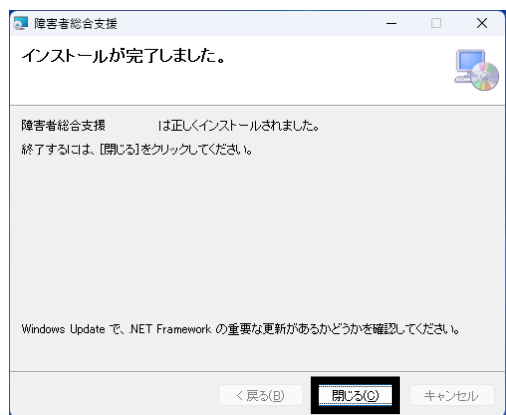 障害者総合支援
インストールが完了しました。
障害者総合支援 は正しくインストールされました。
終了するには、[閉じる]をクリックしてください。
Windows Update で、.NET Framework の重要な更新があるかどうかを確認してください。
< 戻る(B) 閉じる(C) キャンセル